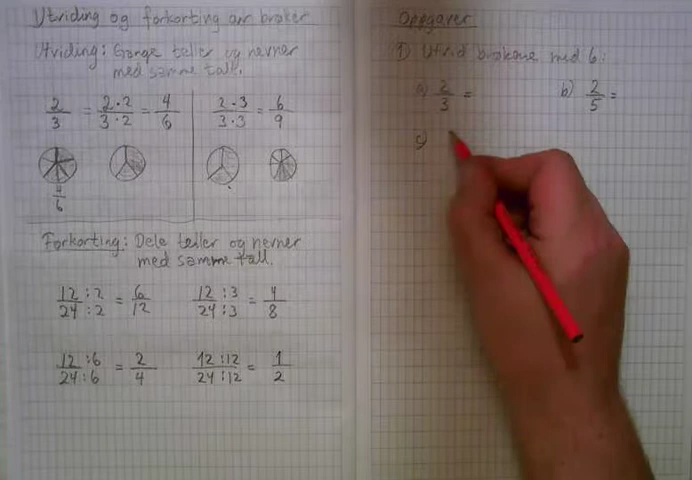 Utviding og forkorting av brøker
Utviding: Gange teller og nevner
med samme tall.
2/3 = 2·2/3·2 = 4/6
2·3/3·3 = 6/9
4/6
Forkorting: Dele teller og nevner
med samme tall.
12:2/24:2 = 6/12
12:3/24:3 = 4/8
12:6/24:6 = 2/4
12:12/24:12 = 1/2
Oppgaver
1) Utvid brøkene med 6:
a) 2/3 =
b) 2/5 =
c)